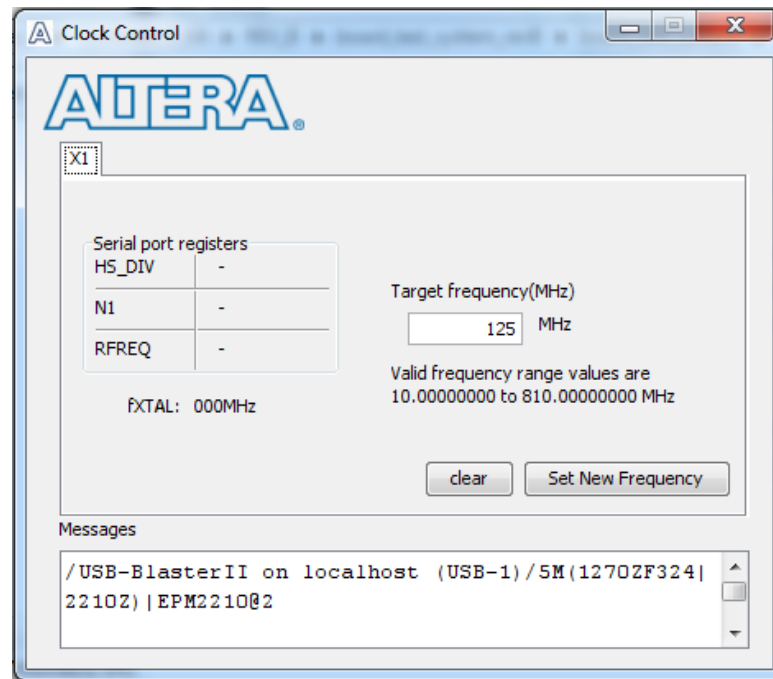 Clock Control
ALTERA®
X1
Serial port registers
HS_DIV -
N1 -
RFREQ -
fXTAL: 000MHz
Target frequency(MHz)
125 MHz
Valid frequency range values are
10.00000000 to 810.00000000 MHz
clear Set New Frequency
Messages
/USB-BlasterII on localhost (USB-1)/5M(1270ZF324|
2210Z)|EPM2210@2